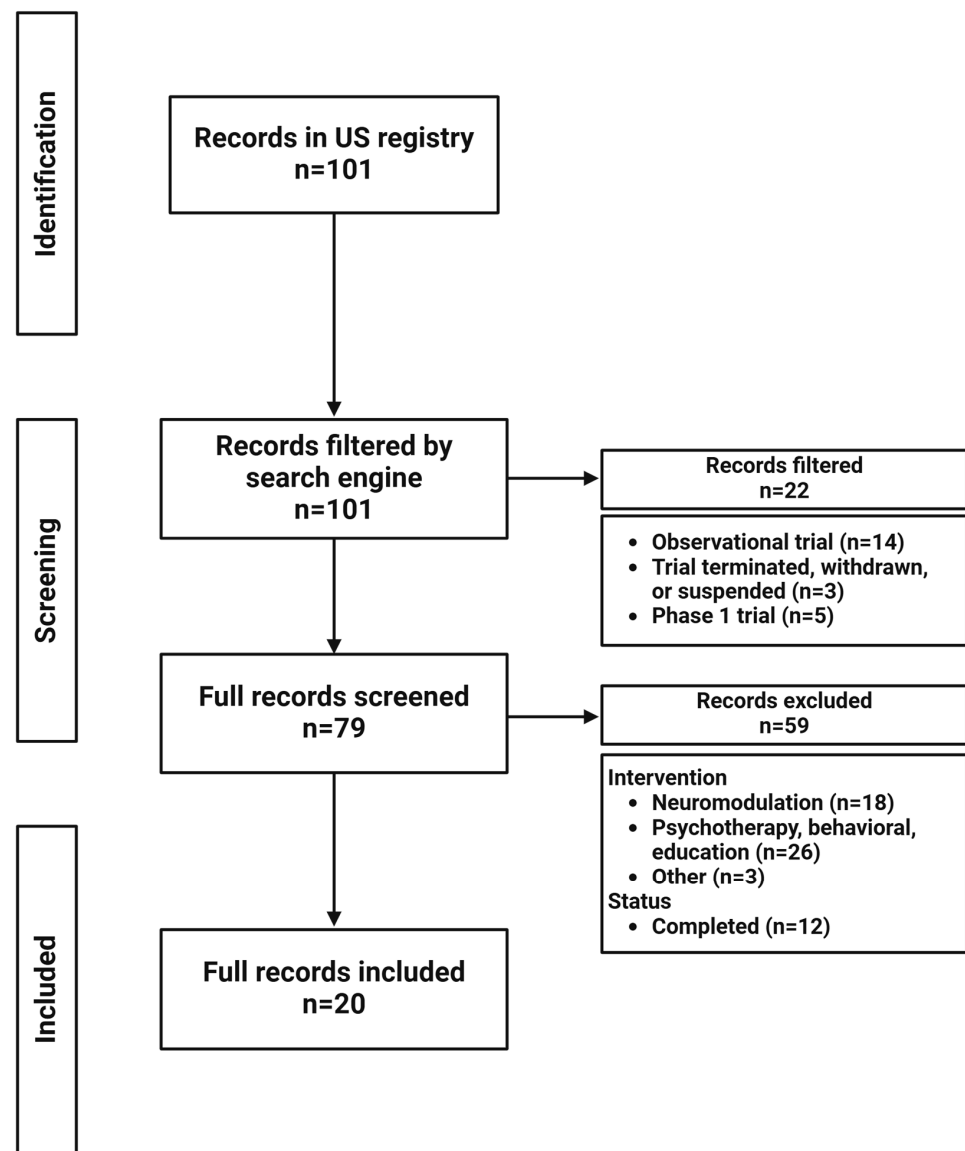 Identification
Records in US registry
n=101
Screening
Records filtered by
search engine
n=101
Records filtered
n=22
• Observational trial (n=14)
• Trial terminated, withdrawn,
or suspended (n=3)
• Phase 1 trial (n=5)
Full records screened
n=79
Records excluded
n=59
Intervention
• Neuromodulation (n=18)
• Psychotherapy, behavioral,
education (n=26)
• Other (n=3)
Status
• Completed (n=12)
Included
Full records included
n=20